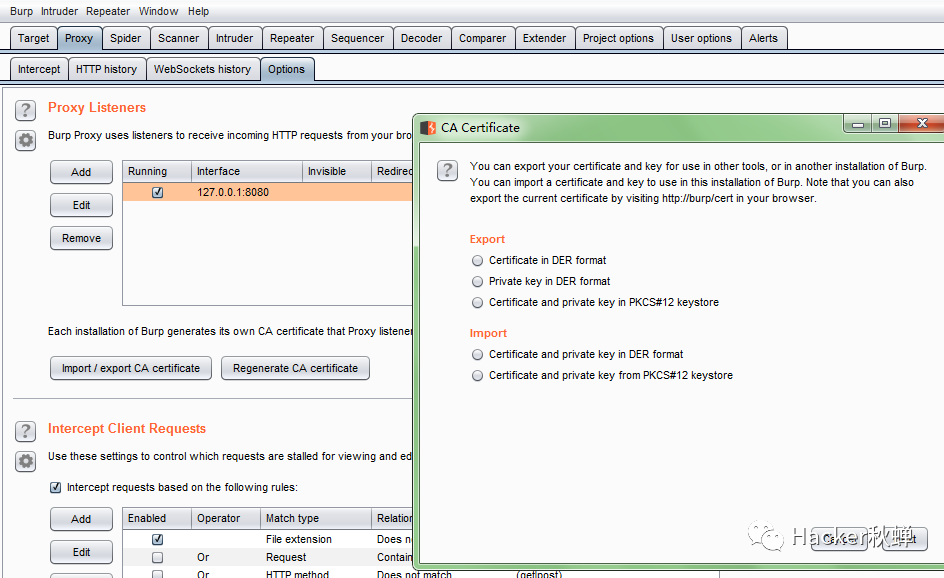 Burp Intruder Repeater Window Help
Target Proxy Spider Scanner Intruder Repeater Sequencer Decoder Comparer Extender Project options User options Alerts
Intercept HTTP history WebSockets history Options
? Proxy Listeners
Burp Proxy uses listeners to receive incoming HTTP requests from your bro
Add
Edit
Remove
Running Interface Invisible Redirec
127.0.0.1:8080
Each installation of Burp generates its own CA certificate that Proxy listener
Import / export CA certificate Regenerate CA certificate
? Intercept Client Requests
Use these settings to control which requests are stalled for viewing and ed
Intercept requests based on the following rules:
Add
Edit
Enabled Operator Match type Relation
File extension Does n
Or Request Contain
Or HTTP method Does not match (get|post)
CA Certificate
? You can export your certificate and key for use in other tools, or in another installation of Burp.
You can import a certificate and key to use in this installation of Burp. Note that you can also
export the current certificate by visiting http://burp/cert in your browser.
Export
Certificate in DER format
Private key in DER format
Certificate and private key in PKCS#12 keystore
Import
Certificate and private key in DER format
Certificate and private key from PKCS#12 keystore
Hacker秋蝉